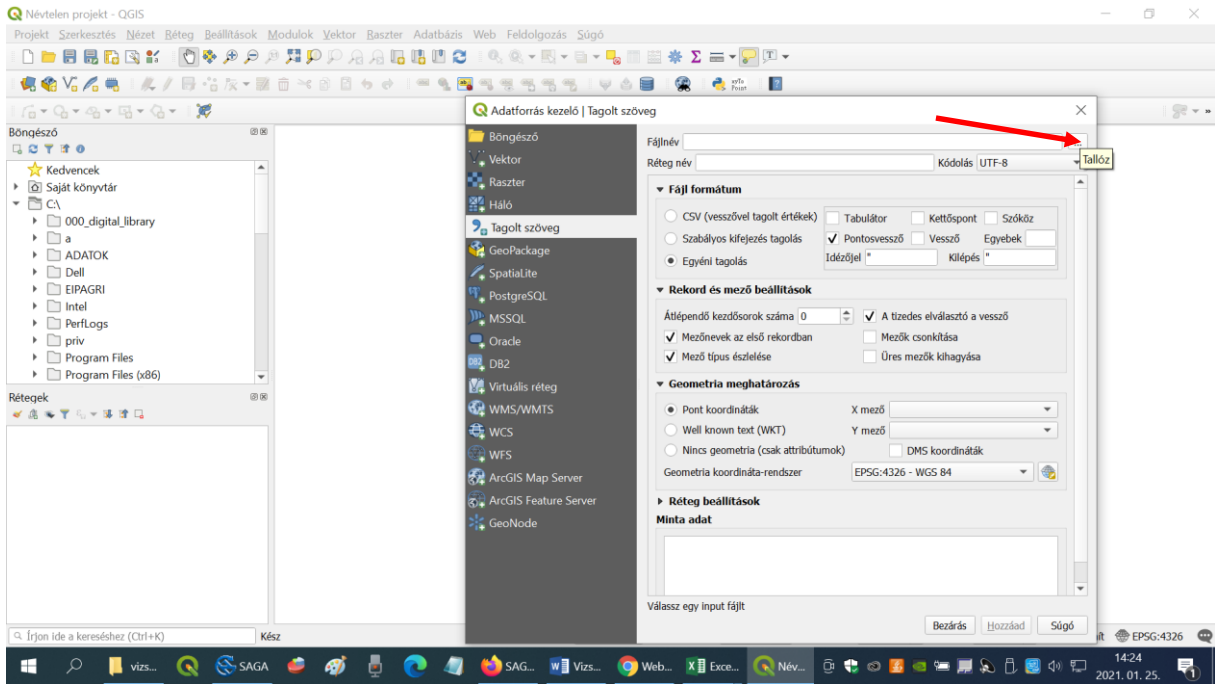 Névtelen projekt - QGIS
Projekt Szerkesztés Nézet Réteg Beállítások Modulok Vektor Raszter Adatbázis Web Feldolgozás Súgó
Böngésző
Kedvencek
Saját könyvtár
C:\
000_digital_library
a
ADATOK
Dell
EIPAGRI
Intel
PerfLogs
priv
Program Files
Program Files (x86)
Rétegek
Adatforrás kezelő | Tagolt szöveg
Böngésző
Vektor
Raszter
Háló
Tagolt szöveg
GeoPackage
SpatiaLite
PostgreSQL
MSSQL
Oracle
DB2
Virtuális réteg
WMS/WMTS
WCS
WFS
ArcGIS Map Server
ArcGIS Feature Server
GeoNode
Fájlnév
Tallóz
Réteg név Kódolás UTF-8
Fájl formátum
CSV (vesszővel tagolt értékek) Tabulátor Kettőspont Szóköz
Szabályos kifejezés tagolás Pontosvessző Vessző Egyebek
Egyéni tagolás Idézőjel " Kilépés "
Rekord és mező beállítások
Átlépendő kezdősorok száma 0 A tizedes elválasztó a vessző
Mezőnevek az első rekordban Mezők csonkítása
Mező típus észlelése Üres mezők kihagyása
Geometria meghatározás
Pont koordináták X mező
Well known text (WKT) Y mező
Nincs geometria (csak attribútumok) DMS koordináták
Geometria koordináta-rendszer EPSG:4326 - WGS 84
Réteg beállítások
Minta adat
Válassz egy input fájlt
Bezárás Hozzáad Súgó
Írjon ide a kereséshez (Ctrl+K) Kész EPSG:4326
vizs... SAGA SAG... Vizs... Web... Exce... Név... 14:24
2021. 01. 25.